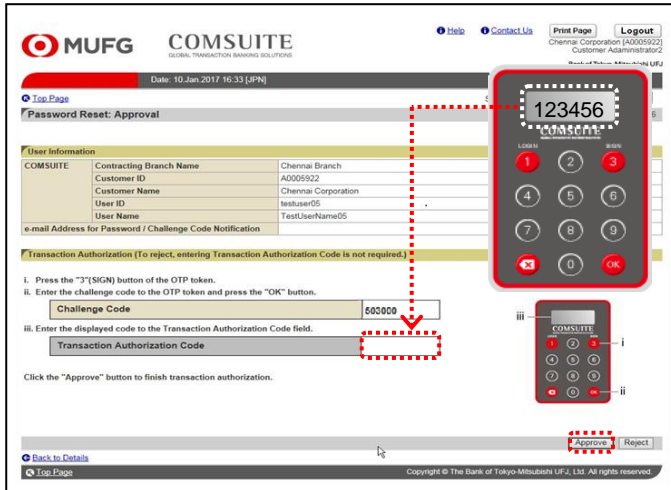 MUFG
COMSUITE
GLOBAL TRANSACTION BANKING SOLUTIONS
Help Contact Us Print Page Logout
Chennai Corporation [A0005922]
Customer Adaministrator2
Bank of Tokyo-Mitsubishi UFJ
Date: 10.Jan.2017 16:33 [JPN]
Top Page
Password Reset: Approval
User Information
COMSUITE Contracting Branch Name Chennai Branch
Customer ID A0005922
Customer Name Chennai Corporation
User ID testuser05
User Name TestUserName05
e-mail Address for Password / Challenge Code Notification
Transaction Authorization (To reject, entering Transaction Authorization Code is not required.)
i. Press the "3"(SIGN) button of the OTP token.
ii. Enter the challenge code to the OTP token and press the "OK" button.
Challenge Code 503000
iii. Enter the displayed code to the Transaction Authorization Code field.
Transaction Authorization Code
Click the "Approve" button to finish transaction authorization.
123456
COMSUITE
LOGIN SIGN
1 2 3
4 5 6
7 8 9
0 OK
iii
COMSUITE
1 2 3 i
4 5 6
7 8 9
0 OK ii
Approve Reject
Back to Details
Top Page
Copyright © The Bank of Tokyo-Mitsubishi UFJ, Ltd. All rights reserved.